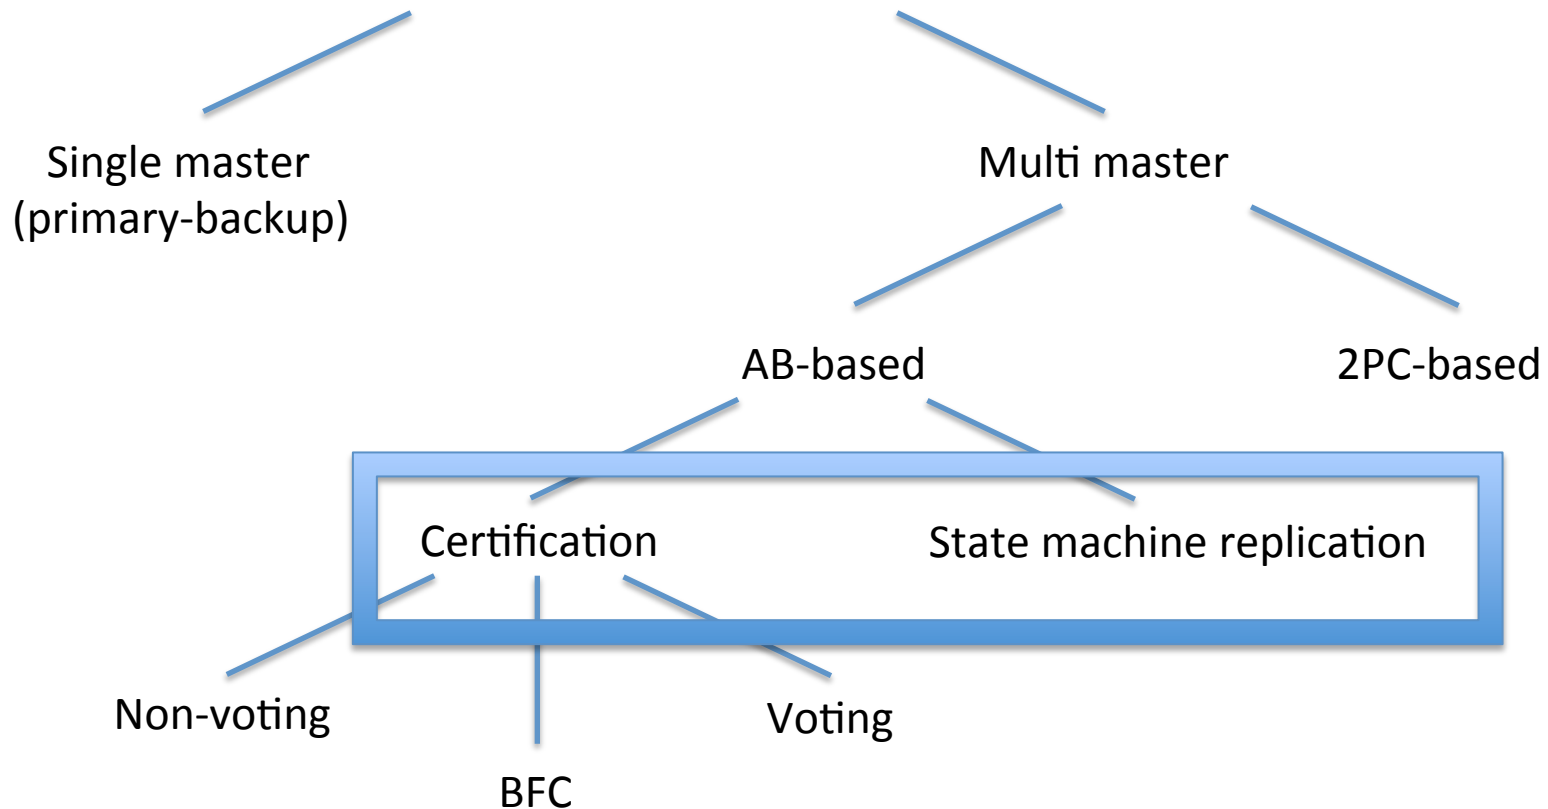 Single master
(primary-backup)
Multi master
AB-based
2PC-based
Certification
State machine replication
Non-voting
BFC
Voting